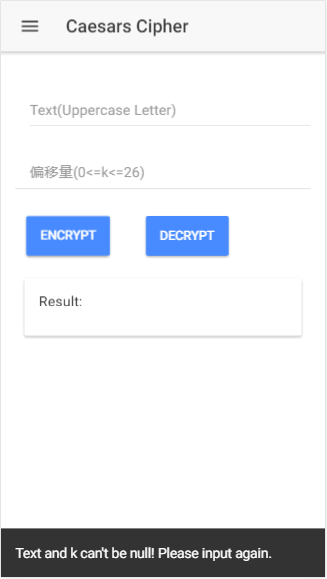 Caesars Cipher
Text(Uppercase Letter)
偏移量(0<=k<=26)
ENCRYPT DECRYPT
Result:
Text and k can't be null! Please input again.